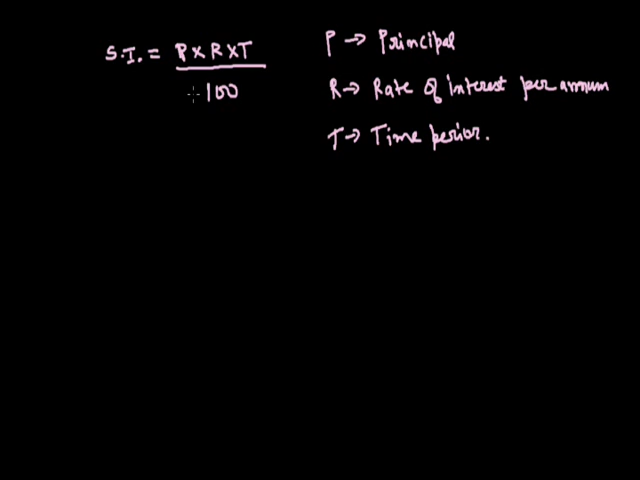 S.I. = P x R x T
100
P → Principal
R → Rate of interest per annum
T → Time perior.